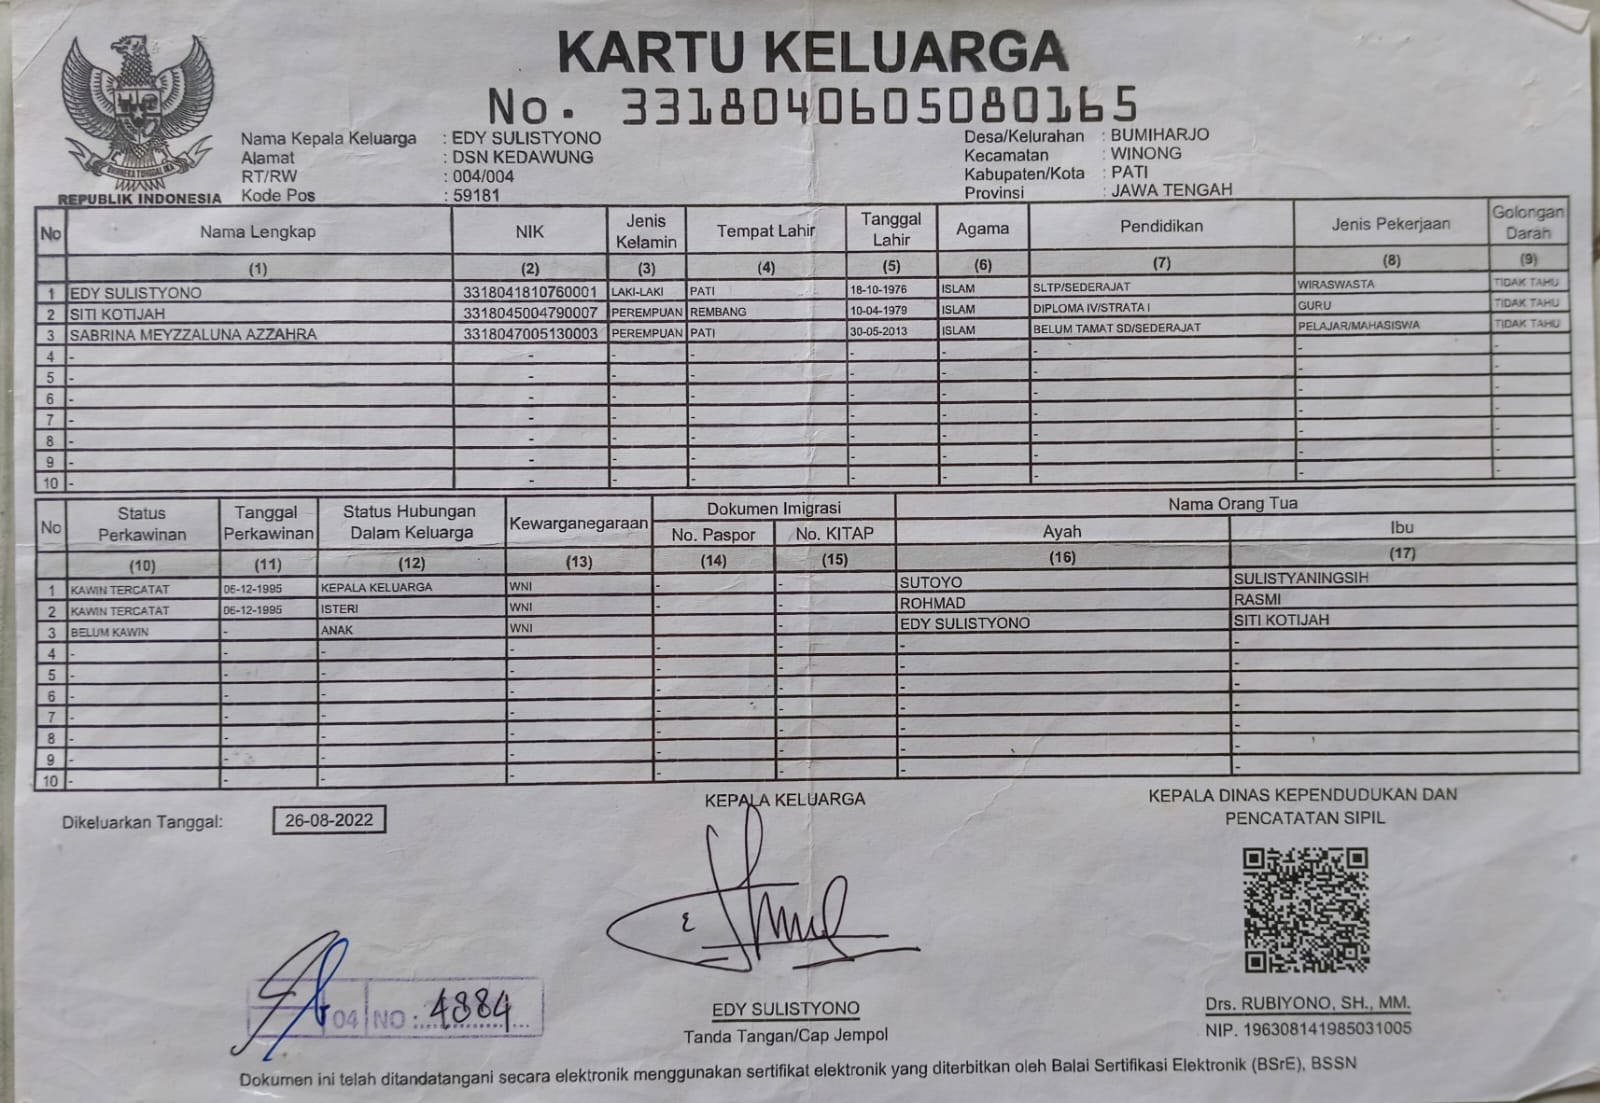 KARTU KELUARGA
No. 3318040605080165
Nama Kepala Keluarga : EDY SULISTYONO
Alamat : DSN KEDAWUNG
RT/RW : 004/004
Kode Pos : 59181
Desa/Kelurahan : BUMIHARJO
Kecamatan : WINONG
Kabupaten/Kota : PATI
Provinsi : JAWA TENGAH
BHINNEKA TUNGGAL IKA
REPUBLIK INDONESIA
No Nama Lengkap NIK Jenis Kelamin Tempat Lahir Tanggal Lahir Agama Pendidikan Jenis Pekerjaan Golongan Darah
(1) (2) (3) (4) (5) (6) (7) (8) (9)
1 EDY SULISTYONO 3318041810760001 LAKI-LAKI PATI 18-10-1976 ISLAM SLTP/SEDERAJAT WIRASWASTA TIDAK TAHU
2 SITI KOTIJAH 3318045004790007 PEREMPUAN REMBANG 10-04-1979 ISLAM DIPLOMA IV/STRATA I GURU TIDAK TAHU
3 SABRINA MEYZZALUNA AZZAHRA 3318047005130003 PEREMPUAN PATI 30-05-2013 ISLAM BELUM TAMAT SD/SEDERAJAT PELAJAR/MAHASISWA TIDAK TAHU
4 - - - - - - - - -
5 - - - - - - - - -
6 - - - - - - - - -
7 - - - - - - - - -
8 - - - - - - - - -
9 - - - - - - - - -
10 - - - - - - - - -
No Status Perkawinan Tanggal Perkawinan Status Hubungan Dalam Keluarga Kewarganegaraan Dokumen Imigrasi Nama Orang Tua
No. Paspor No. KITAP Ayah Ibu
(10) (11) (12) (13) (14) (15) (16) (17)
1 KAWIN TERCATAT 06-12-1995 KEPALA KELUARGA WNI - - SUTOYO SULISTYANINGSIH
2 KAWIN TERCATAT 06-12-1995 ISTERI WNI - - ROHMAD RASMI
3 BELUM KAWIN - ANAK WNI - - EDY SULISTYONO SITI KOTIJAH
4 - - - - - - - -
5 - - - - - - - -
6 - - - - - - - -
7 - - - - - - - -
8 - - - - - - - -
9 - - - - - - - -
10 - - - - - - - -
Dikeluarkan Tanggal: 26-08-2022
KEPALA KELUARGA
EDY SULISTYONO
Tanda Tangan/Cap Jempol
KEPALA DINAS KEPENDUDUKAN DAN
PENCATATAN SIPIL
Drs. RUBIYONO, SH., MM.
NIP. 196308141985031005
04 NO : 4884
Dokumen ini telah ditandatangani secara elektronik menggunakan sertifikat elektronik yang diterbitkan oleh Balai Sertifikasi Elektronik (BSrE), BSSN